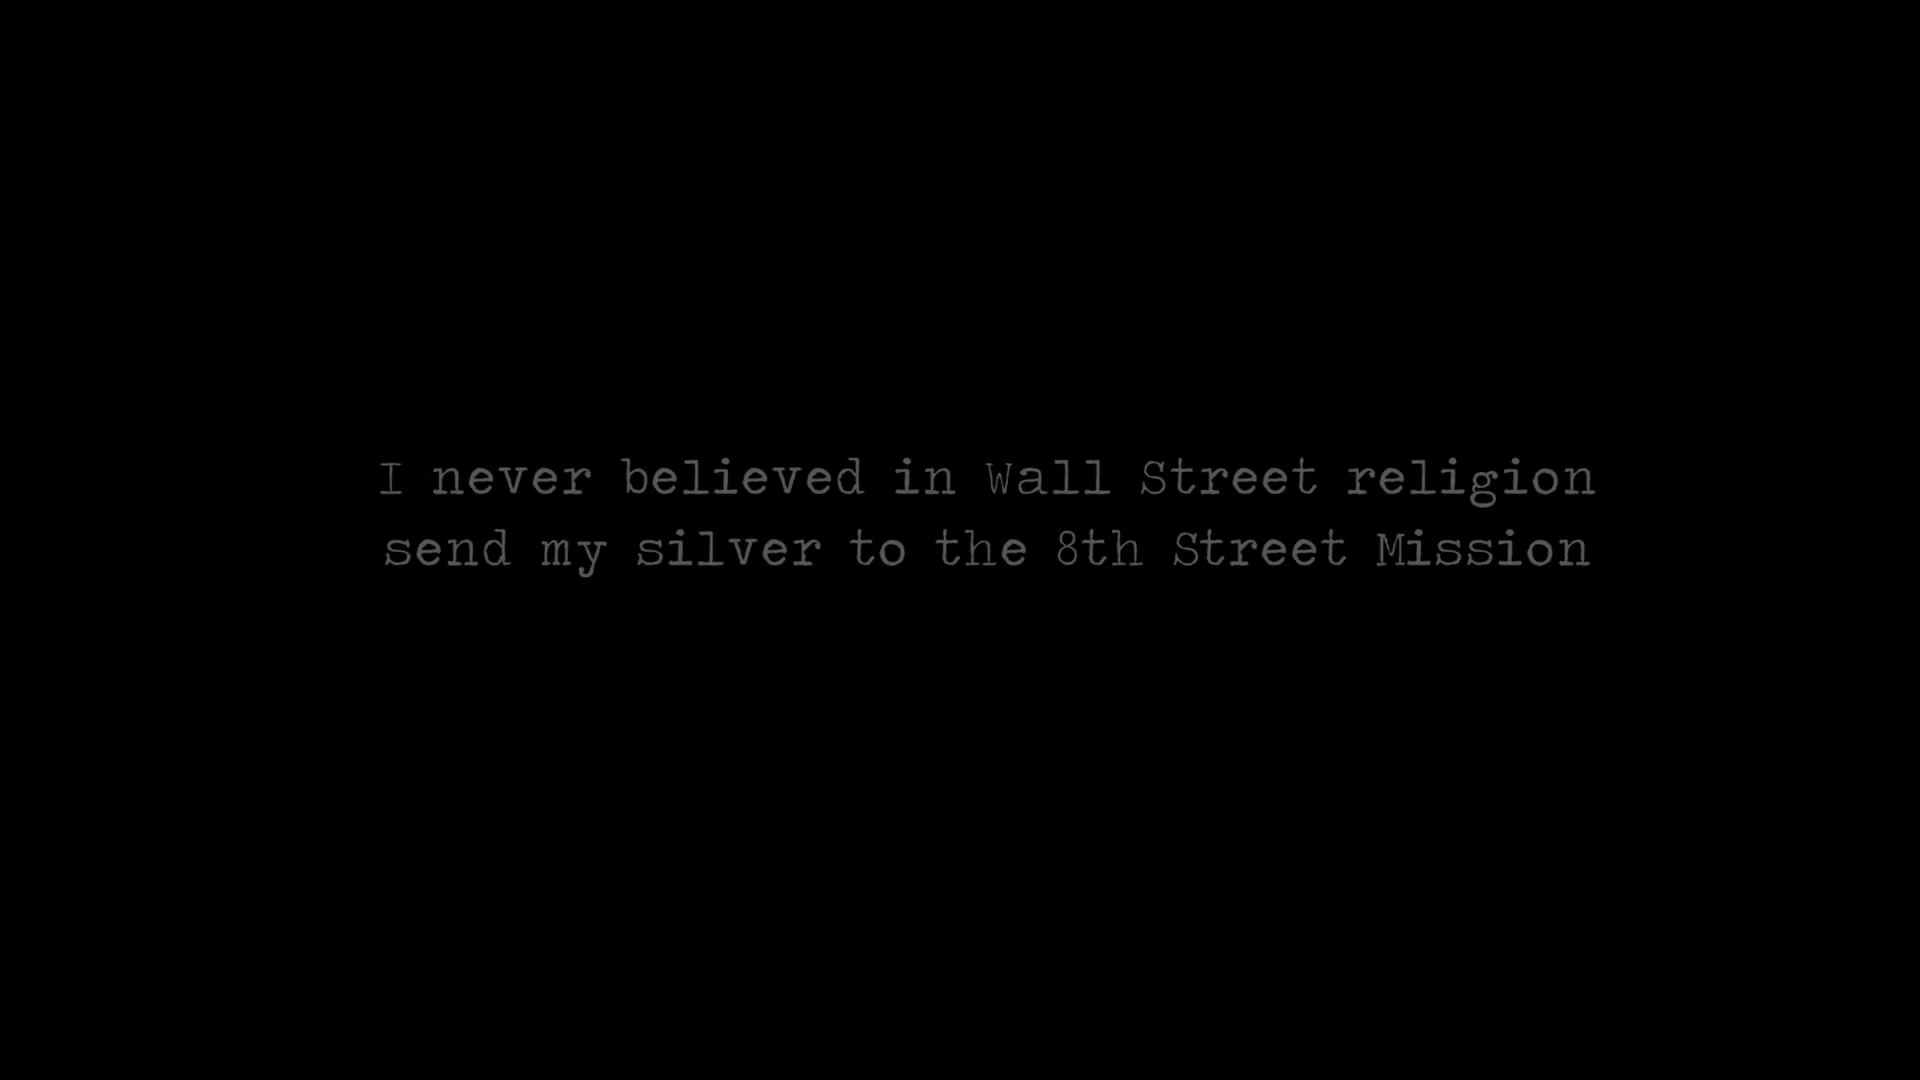 I never believed in Wall Street religion
send my silver to the 8th Street Mission